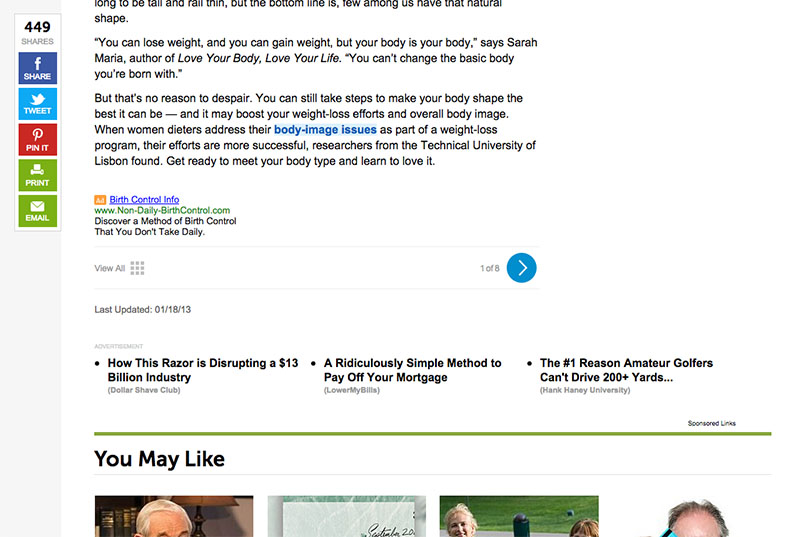 long to be tall and rail thin, but the bottom line is, few among us have that natural
shape.
449
SHARES
SHARE
TWEET
PIN IT
PRINT
EMAIL
“You can lose weight, and you can gain weight, but your body is your body,” says Sarah
Maria, author of Love Your Body, Love Your Life. “You can’t change the basic body
you’re born with.”
But that’s no reason to despair. You can still take steps to make your body shape the
best it can be — and it may boost your weight-loss efforts and overall body image.
When women dieters address their body-image issues as part of a weight-loss
program, their efforts are more successful, researchers from the Technical University of
Lisbon found. Get ready to meet your body type and learn to love it.
Ad Birth Control Info
www.Non-Daily-BirthControl.com
Discover a Method of Birth Control
That You Don't Take Daily.
View All
1 of 8
Last Updated: 01/18/13
ADVERTISEMENT
• How This Razor is Disrupting a $13
Billion Industry
(Dollar Shave Club)
• A Ridiculously Simple Method to
Pay Off Your Mortgage
(LowerMyBills)
• The #1 Reason Amateur Golfers
Can't Drive 200+ Yards...
(Hank Haney University)
Sponsored Links
You May Like
September